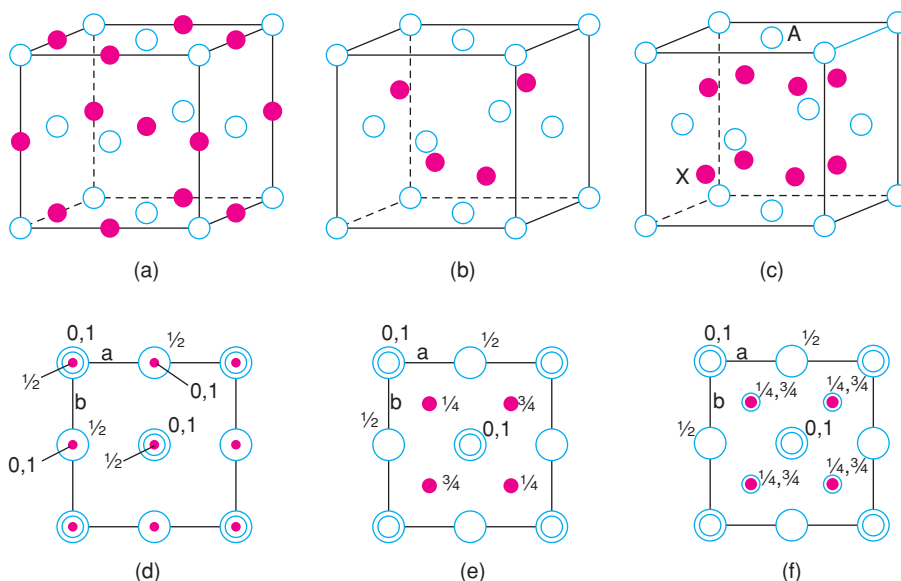 A
X
(a)
(b)
(c)
0,1
a
½
½
0,1
b
½
0,1
0,1
½
(d)
0,1
a
½
b
¼
¾
½
0,1
¾
¼
(e)
0,1
a
½
b
¼,¾
¼,¾
½
0,1
¼,¾
¼,¾
(f)